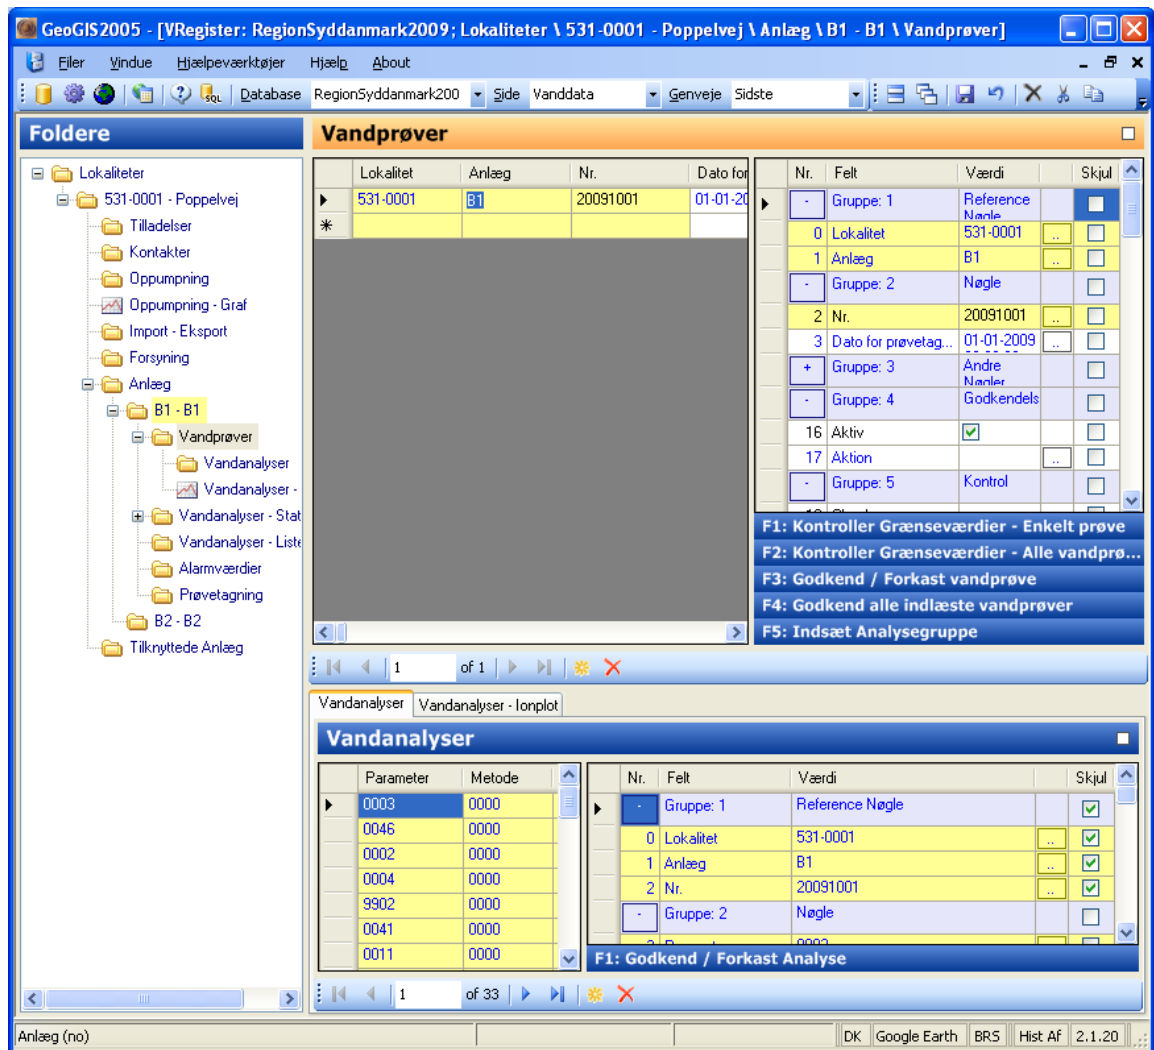 GeoGIS2005 - [VRegister: RegionSyddanmark2009; Lokaliteter \ 531-0001 - Poppelvej \ Anlæg \ B1 - B1 \ Vandprøver]
Filer Vindue Hjælpeværktøjer Hjælp About
SQL Database RegionSyddanmark200 Side Vanddata Genveje Sidste
Foldere
Lokaliteter
531-0001 - Poppelvej
Tilladelser
Kontakter
Oppumpning
Oppumpning - Graf
Import - Eksport
Forsyning
Anlæg
B1 - B1
Vandprøver
Vandanalyser
Vandanalyser -
Vandanalyser - Stat
Vandanalyser - Liste
Alarmværdier
Prøvetagning
B2 - B2
Tilknyttede Anlæg
Vandprøver
Lokalitet Anlæg Nr. Dato for
531-0001 B1 20091001 01-01-20
Nr. Felt Værdi Skjul
- Gruppe: 1 Reference Nøgle
0 Lokalitet 531-0001 ..
1 Anlæg B1 ..
- Gruppe: 2 Nøgle
2 Nr. 20091001 ..
3 Dato for prøvetag... 01-01-2009 ..
+ Gruppe: 3 Andre Nøgler
- Gruppe: 4 Godkendels
16 Aktiv
17 Aktion ..
- Gruppe: 5 Kontrol
F1: Kontroller Grænseværdier - Enkelt prøve
F2: Kontroller Grænseværdier - Alle vandprø...
F3: Godkend / Forkast vandprøve
F4: Godkend alle indlæste vandprøver
F5: Indsæt Analysegruppe
1 of 1
Vandanalyser Vandanalyser - Ionplot
Vandanalyser
Parameter Metode
0003 0000
0046 0000
0002 0000
0004 0000
9902 0000
0041 0000
0011 0000
Nr. Felt Værdi Skjul
- Gruppe: 1 Reference Nøgle
0 Lokalitet 531-0001 ..
1 Anlæg B1 ..
2 Nr. 20091001 ..
- Gruppe: 2 Nøgle
F1: Godkend / Forkast Analyse
1 of 33
Anlæg (no) DK Google Earth BRS Hist Af 2.1.20